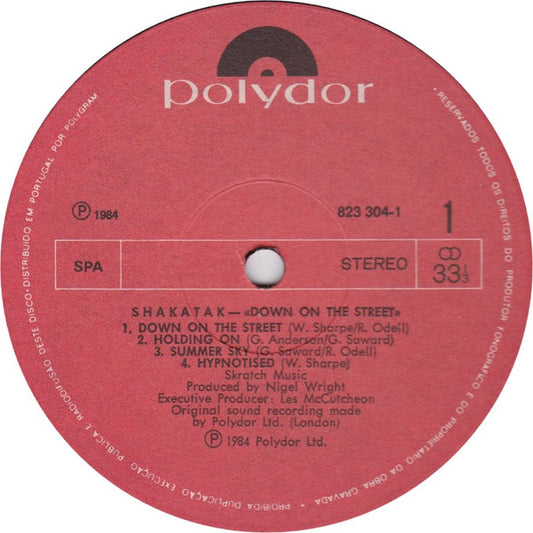 polydor
℗ 1984
823 304-1
1
SPA
STEREO
33⅓
SHAKATAK — «DOWN ON THE STREET»
1. DOWN ON THE STREET (W. Sharpe/R. Odell)
2. HOLDING ON (G. Anderson/G. Saward)
3. SUMMER SKY (G. Saward/R. Odell)
4. HYPNOTISED (W. Sharpe)
Skratch Music
Produced by Nigel Wright
Executive Producer: Les McCutcheon
Original sound recording made
by Polydor Ltd. (London)
℗ 1984 Polydor Ltd.
RESERVADOS TODOS OS DIREITOS DO PRODUTOR FONOGRÁFICO E DO PROPRIETÁRIO DA OBRA GRAVADA - PROIBIDA DUPLICAÇÃO EXECUÇÃO PÚBLICA E RADIODIFUSÃO DESTE DISCO - DISTRIBUIDO EM PORTUGAL POR POLYGRAM